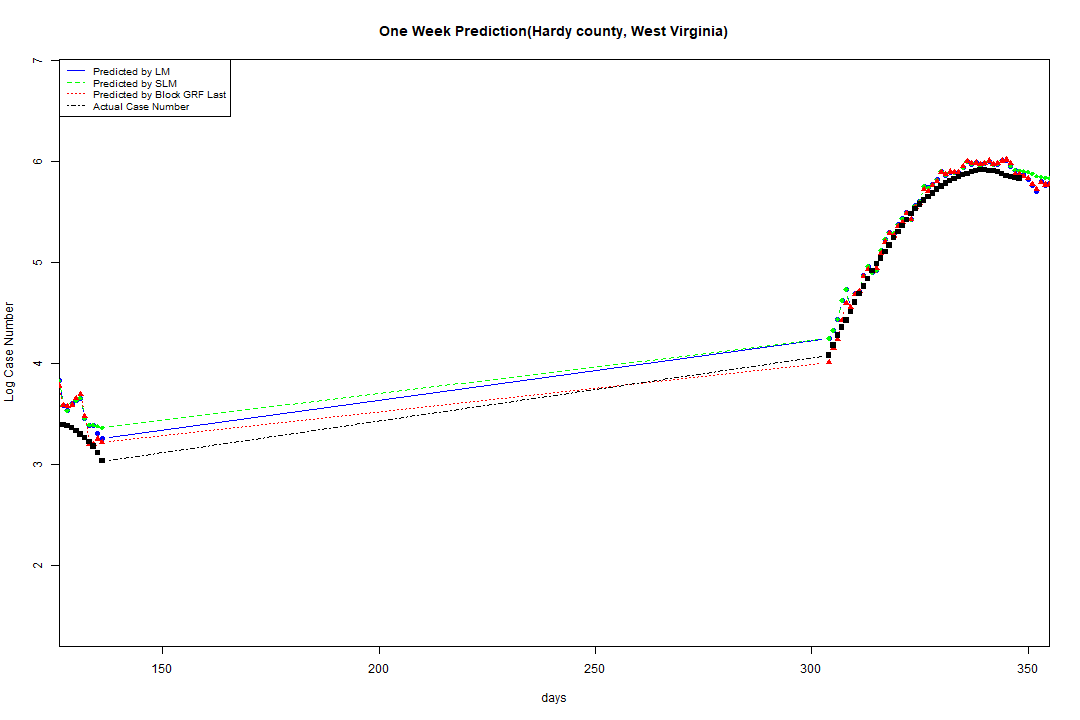 One Week Prediction(Hardy county, West Virginia)
Predicted by LM
Predicted by SLM
Predicted by Block GRF Last
Actual Case Number
Log Case Number
7
6
5
4
3
2
150 200 250 300 350
days